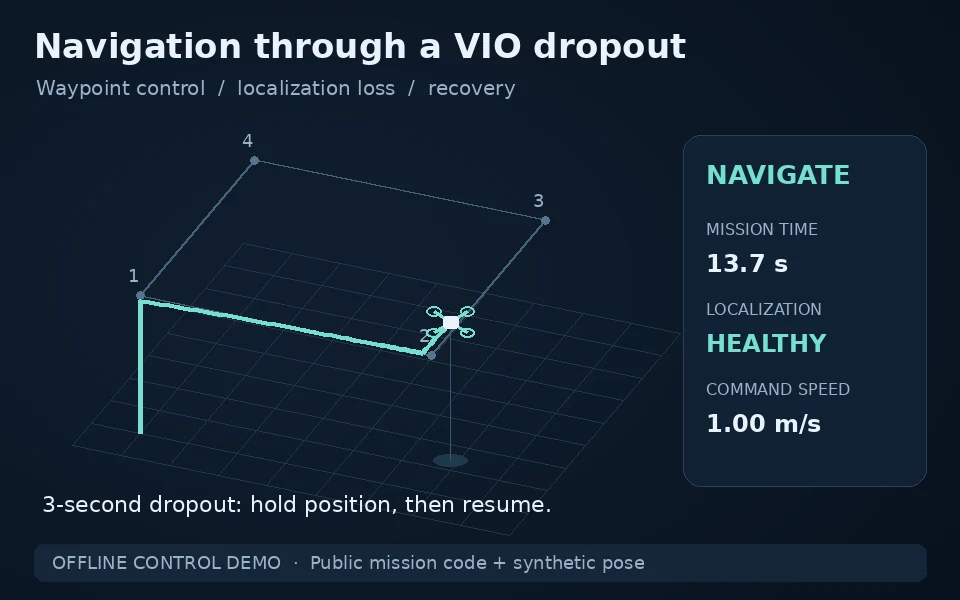 Navigation through a VIO dropout
Waypoint control / localization loss / recovery
4
3
1
2
NAVIGATE
MISSION TIME
13.7 s
LOCALIZATION
HEALTHY
COMMAND SPEED
1.00 m/s
3-second dropout: hold position, then resume.
OFFLINE CONTROL DEMO · Public mission code + synthetic pose